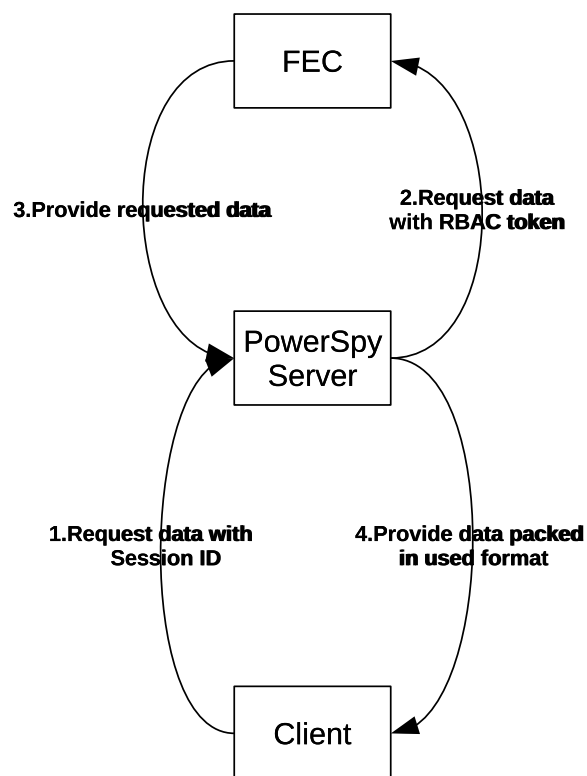 FEC
3.Provide requested data
2.Request data
with RBAC token
PowerSpy
Server
1.Request data with
Session ID
4.Provide data packed
in used format
Client